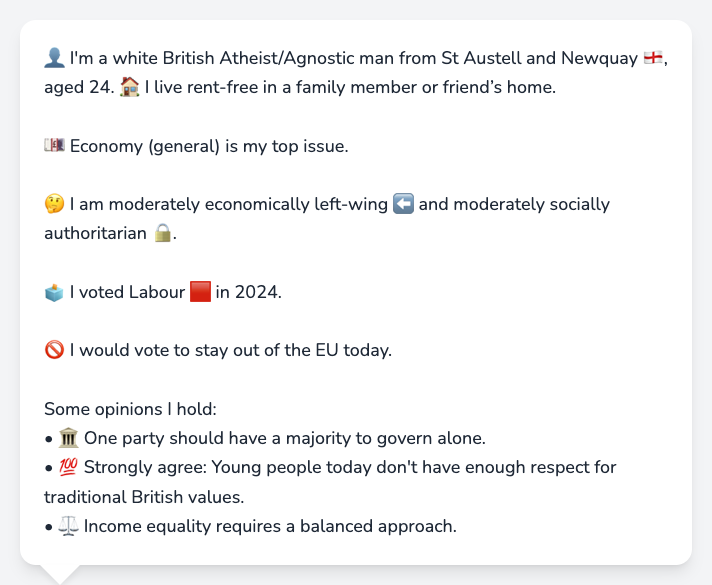 👤 I'm a white British Atheist/Agnostic man from St Austell and Newquay 🏴󠁧󠁢󠁥󠁮󠁧󠁿,
aged 24. 🏠 I live rent-free in a family member or friend’s home.
💷 Economy (general) is my top issue.
🤔 I am moderately economically left-wing ⬅️ and moderately socially
authoritarian 🔒.
🗳️ I voted Labour 🟥 in 2024.
🚫 I would vote to stay out of the EU today.
Some opinions I hold:
• 🏛️ One party should have a majority to govern alone.
• 💯 Strongly agree: Young people today don't have enough respect for
traditional British values.
• ⚖️ Income equality requires a balanced approach.